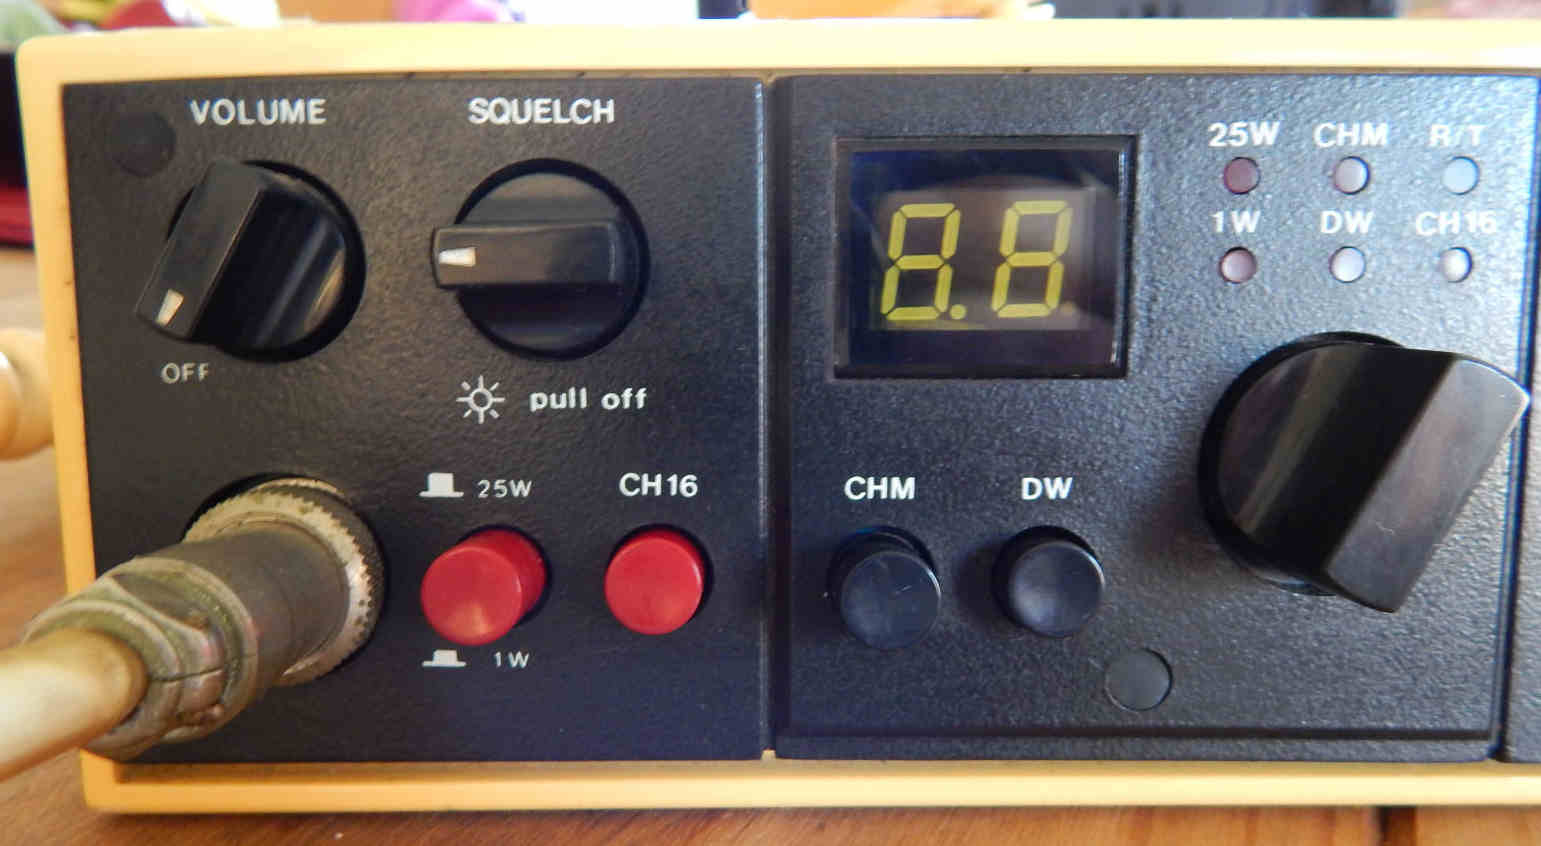 VOLUME SQUELCH
OFF
pull off
25W CH16
1W
8.8.
25W CHM R/T
1W DW CH16
CHM DW